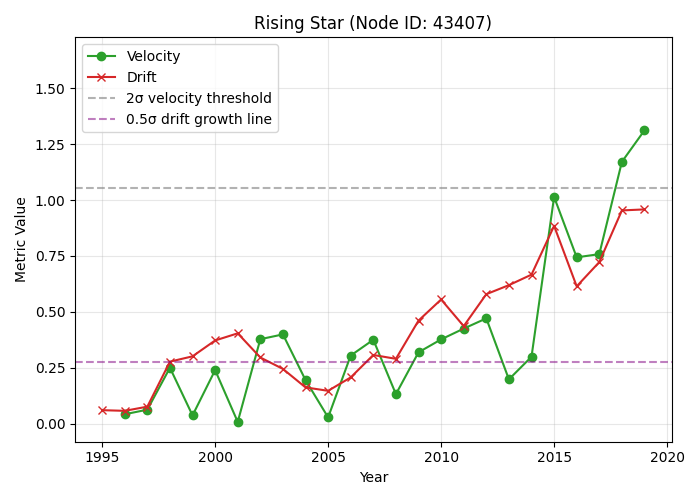 Rising Star (Node ID: 43407)
Velocity
Drift
2σ velocity threshold
0.5σ drift growth line
Metric Value
1.50
1.25
1.00
0.75
0.50
0.25
0.00
1995 2000 2005 2010 2015 2020
Year